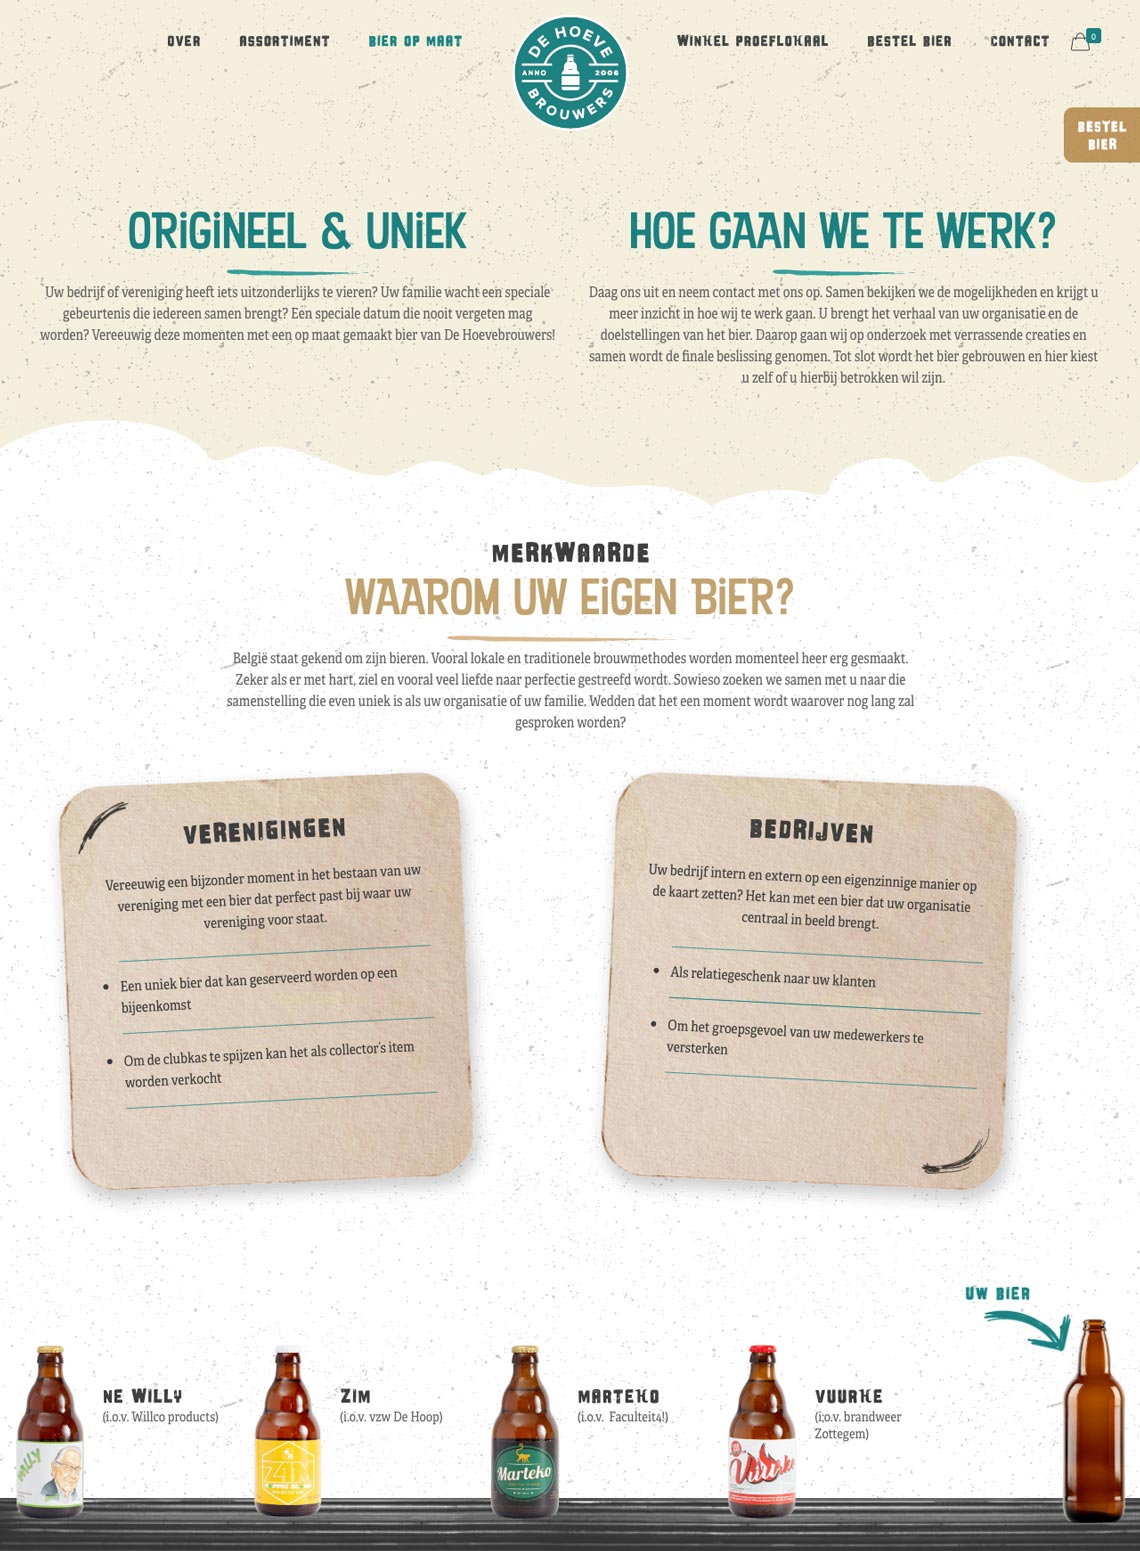 OVER ASSORTIMENT BIER OP MAAT WINKEL PROEFLOKAAL BESTEL BIER CONTACT 0
DE HOEVE
ANNO 2006
BROUWERS
BESTEL
BIER
ORiGiNEEL & UNiEK
Uw bedrijf of vereniging heeft iets uitzonderlijks te vieren? Uw familie wacht een speciale
gebeurtenis die iedereen samen brengt? Een speciale datum die nooit vergeten mag
worden? Vereeuwig deze momenten met een op maat gemaakt bier van De Hoevebrouwers!
HOE GAAN WE TE WERK?
Daag ons uit en neem contact met ons op. Samen bekijken we de mogelijkheden en krijgt u
meer inzicht in hoe wij te werk gaan. U brengt het verhaal van uw organisatie en de
doelstellingen van het bier. Daarop gaan wij op onderzoek met verrassende creaties en
samen wordt de finale beslissing genomen. Tot slot wordt het bier gebrouwen en hier kiest
u zelf of u hierbij betrokken wil zijn.
MERKWAARDE
WAAROM UW EiGEN BiER?
België staat gekend om zijn bieren. Vooral lokale en traditionele brouwmethodes worden momenteel heer erg gesmaakt.
Zeker als er met hart, ziel en vooral veel liefde naar perfectie gestreefd wordt. Sowieso zoeken we samen met u naar die
samenstelling die even uniek is als uw organisatie of uw familie. Wedden dat het een moment wordt waarover nog lang zal
gesproken worden?
VERENIGINGEN
Vereeuwig een bijzonder moment in het bestaan van uw
vereniging met een bier dat perfect past bij waar uw
vereniging voor staat.
• Een uniek bier dat kan geserveerd worden op een
bijeenkomst
• Om de clubkas te spijzen kan het als collector's item
worden verkocht
BEDRIJVEN
Uw bedrijf intern en extern op een eigenzinnige manier op
de kaart zetten? Het kan met een bier dat uw organisatie
centraal in beeld brengt.
• Als relatiegeschenk naar uw klanten
• Om het groepsgevoel van uw medewerkers te
versterken
UW BIER
NE WILLY
(i.o.v. Willco products)
ZIM
(i.o.v. vzw De Hoop)
ZIM
MARTEKO
(i.o.v. Faculteit4!)
Marteko
VUURKE
(i;o.v. brandweer
Zottegem)
Vuurke